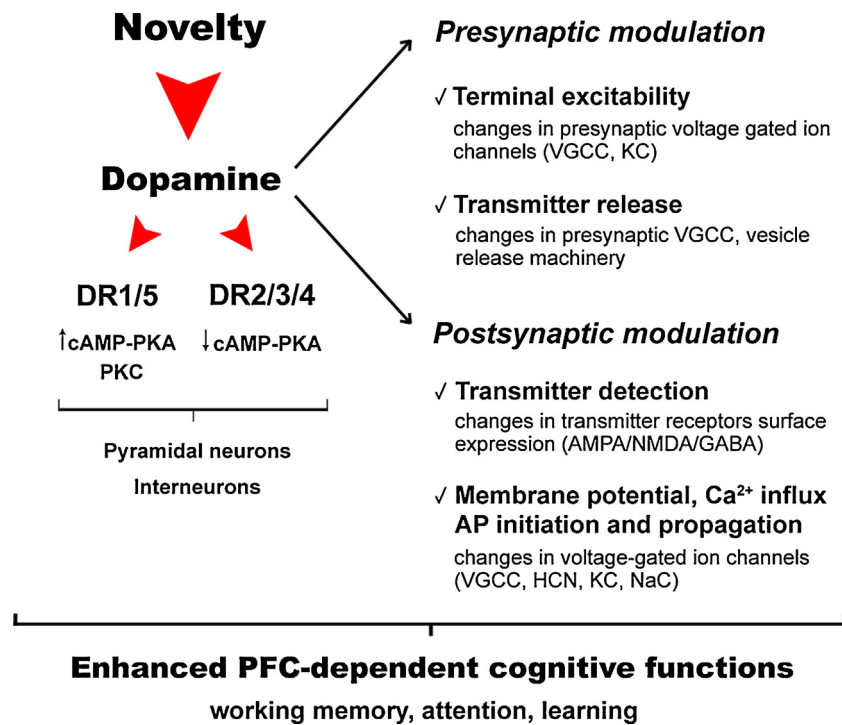 Novelty
Dopamine
DR1/5
DR2/3/4
↑cAMP-PKA
PKC
↓cAMP-PKA
Pyramidal neurons
Interneurons
Presynaptic modulation
✓ Terminal excitability
changes in presynaptic voltage gated ion
channels (VGCC, KC)
✓ Transmitter release
changes in presynaptic VGCC, vesicle
release machinery
Postsynaptic modulation
✓ Transmitter detection
changes in transmitter receptors surface
expression (AMPA/NMDA/GABA)
✓ Membrane potential, Ca²⁺ influx
AP initiation and propagation
changes in voltage-gated ion channels
(VGCC, HCN, KC, NaC)
Enhanced PFC-dependent cognitive functions
working memory, attention, learning